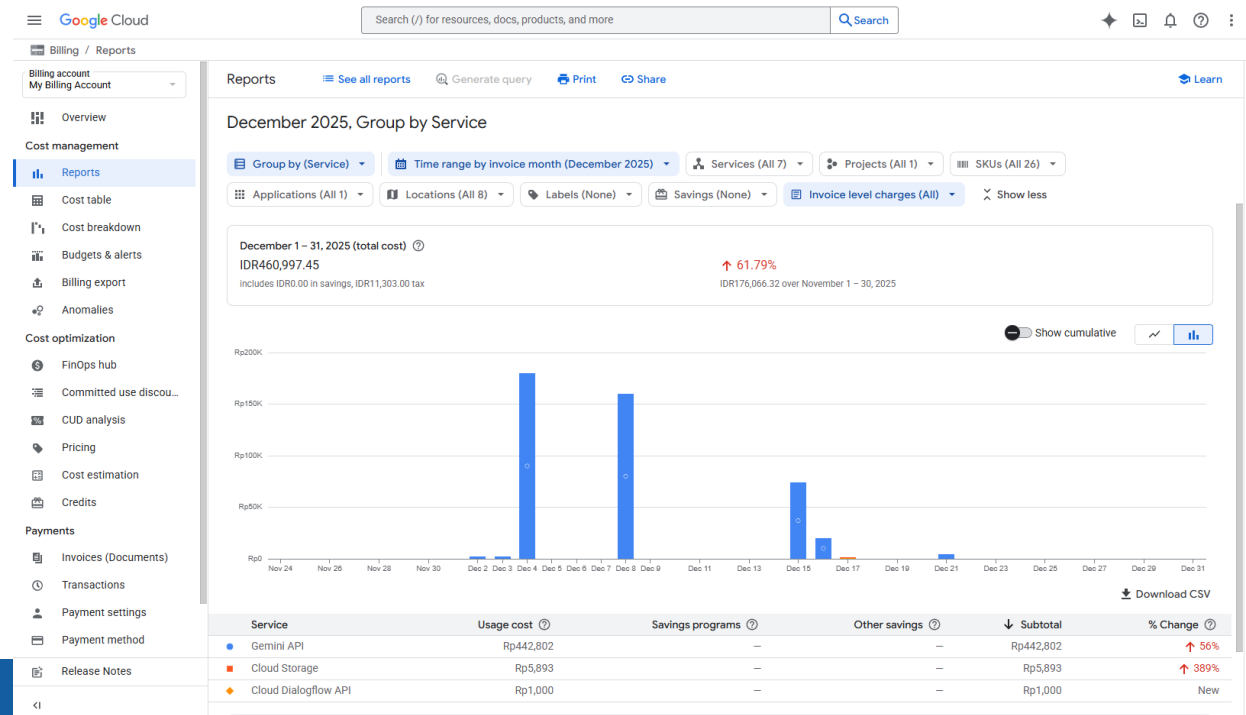 Google Cloud
Search (/) for resources, docs, products, and more
Search
Billing / Reports
Billing account
My Billing Account
Overview
Cost management
Reports
Cost table
Cost breakdown
Budgets & alerts
Billing export
Anomalies
Cost optimization
FinOps hub
Committed use discou...
CUD analysis
Pricing
Cost estimation
Credits
Payments
Invoices (Documents)
Transactions
Payment settings
Payment method
Release Notes
Reports
See all reports
Generate query
Print
Share
Learn
December 2025, Group by Service
Group by (Service)
Time range by invoice month (December 2025)
Services (All 7)
Projects (All 1)
SKUs (All 26)
Applications (All 1)
Locations (All 8)
Labels (None)
Savings (None)
Invoice level charges (All)
Show less
December 1 – 31, 2025 (total cost)
IDR460,997.45
includes IDR0.00 in savings, IDR11,303.00 tax
61.79%
IDR176,066.32 over November 1 – 30, 2025
Show cumulative
Rp200K
Rp150K
Rp100K
Rp50K
Rp0
Nov 24 Nov 26 Nov 28 Nov 30 Dec 2 Dec 3 Dec 4 Dec 5 Dec 6 Dec 7 Dec 8 Dec 9 Dec 11 Dec 13 Dec 15 Dec 17 Dec 19 Dec 21 Dec 23 Dec 25 Dec 27 Dec 29 Dec 31
Download CSV
Service Usage cost Savings programs Other savings Subtotal % Change
Gemini API Rp442,802 – – Rp442,802 56%
Cloud Storage Rp5,893 – – Rp5,893 389%
Cloud Dialogflow API Rp1,000 – – Rp1,000 New